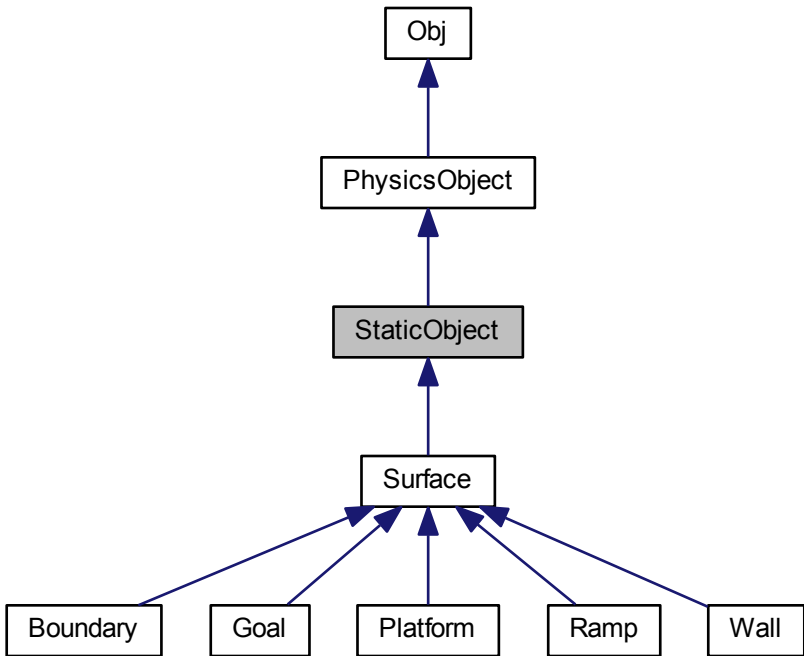 Obj
PhysicsObject
StaticObject
Surface
Boundary
Goal
Platform
Ramp
Wall